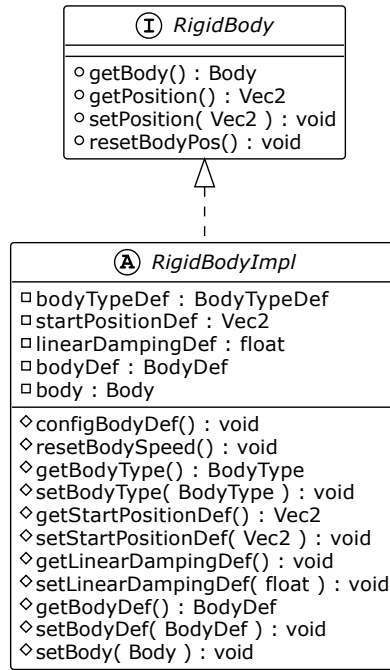 I RigidBody
getBody() : Body
getPosition() : Vec2
setPosition( Vec2 ) : void
resetBodyPos() : void
A RigidBodyImpl
bodyTypeDef : BodyTypeDef
startPositionDef : Vec2
linearDampingDef : float
bodyDef : BodyDef
body : Body
configBodyDef() : void
resetBodySpeed() : void
getBodyType() : BodyType
setBodyType( BodyType ) : void
getStartPositionDef() : Vec2
setStartPositionDef( Vec2 ) : void
getLinearDampingDef() : void
setLinearDampingDef( float ) : void
getBodyDef() : BodyDef
setBodyDef( BodyDef ) : void
setBody( Body ) : void